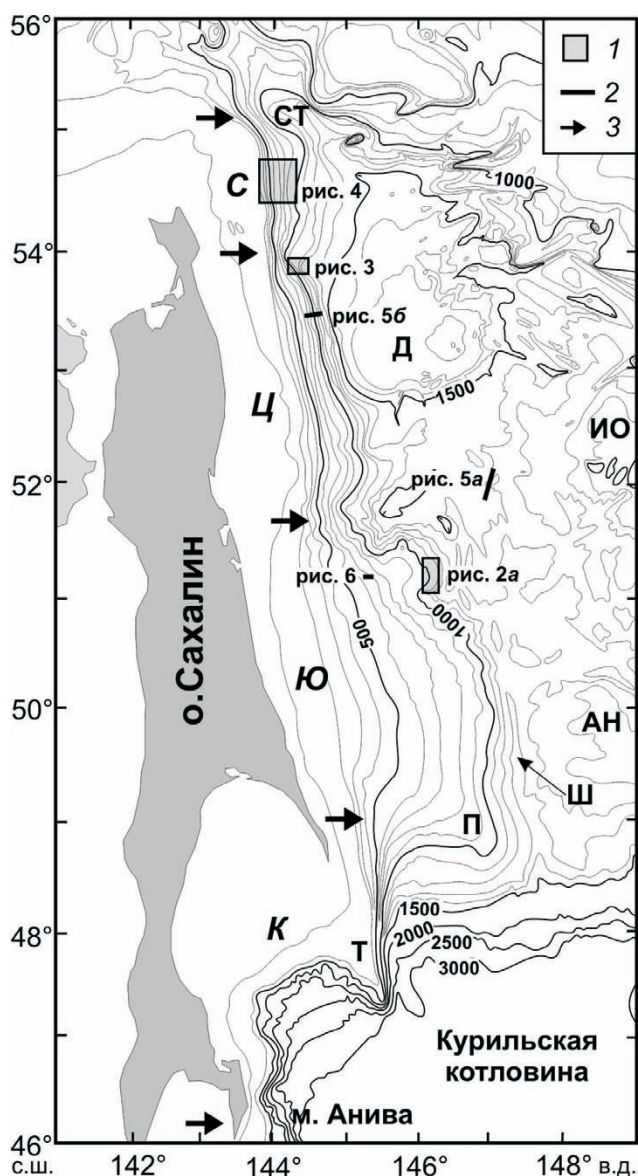 56°
1
2
3
СТ
1000
С
рис. 4
54°
рис. 3
рис. 5б
Д
1500
Ц
ИО
52°
рис. 5а
рис. 6
рис. 2а
1000
500
о.Сахалин
Ю
50°
АН
Ш
П
К
1500
48°
Т
2000
2500
3000
Курильская
котловина
м. Анива
46°
с.ш.
142°
144°
146°
148°
в.д.